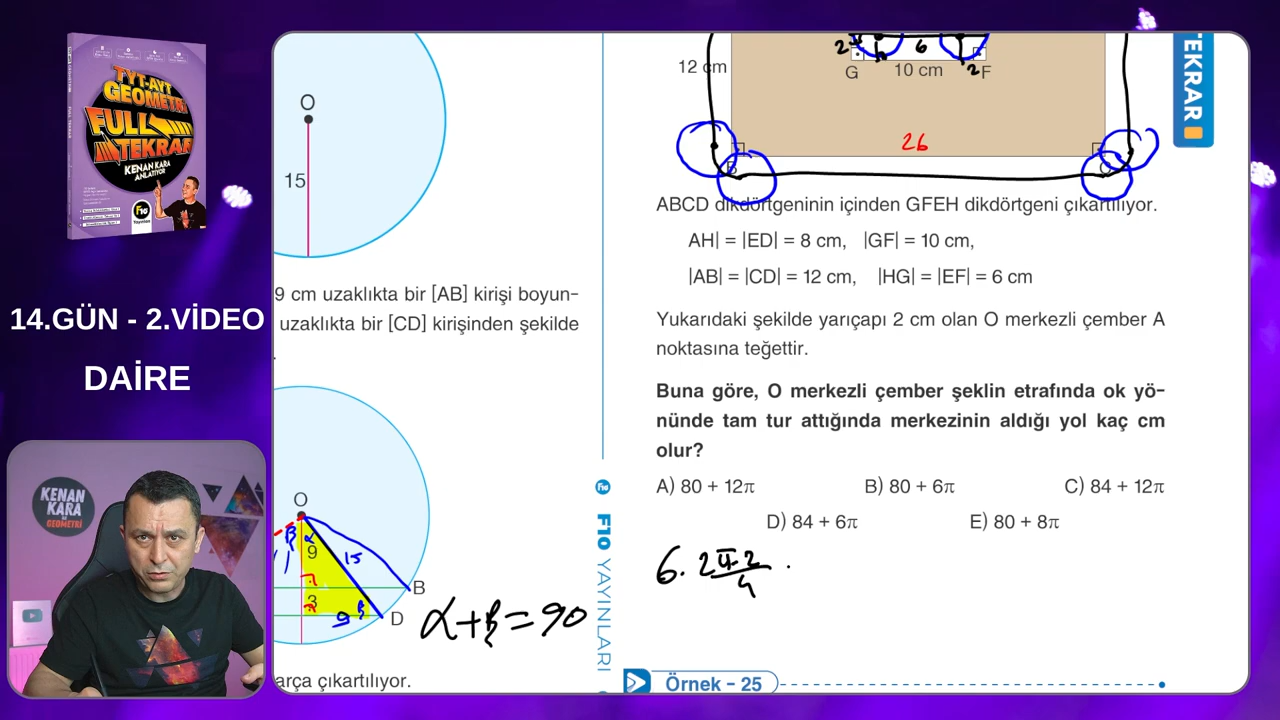 TYT-AYT
GEOMETRİ
FULL
TEKRAR
KENAN KARA
ANLATIYOR
F10
Yayınları
14.GÜN - 2.VİDEO
DAİRE
KENAN
KARA
ile
GEOMETRİ
O
15
9 cm uzaklıkta bir [AB] kirişi boyun-
uzaklıkta bir [CD] kirişinden şekilde
.
O
β α
9
15
3
9 β
B
D
α+β=90
arça çıkartılıyor.
F10 YAYINLARI
TEKRAR
12 cm
2
6
G 10 cm 2 F
26
B
C
ABCD dikdörtgeninin içinden GFEH dikdörtgeni çıkartılıyor.
AH| = |ED| = 8 cm, |GF| = 10 cm,
|AB| = |CD| = 12 cm, |HG| = |EF| = 6 cm
Yukarıdaki şekilde yarıçapı 2 cm olan O merkezli çember A
noktasına teğettir.
Buna göre, O merkezli çember şeklin etrafında ok yö-
nünde tam tur attığında merkezinin aldığı yol kaç cm
olur?
A) 80 + 12π B) 80 + 6π C) 84 + 12π
D) 84 + 6π E) 80 + 8π
6. 2π2/4 .
Örnek - 25